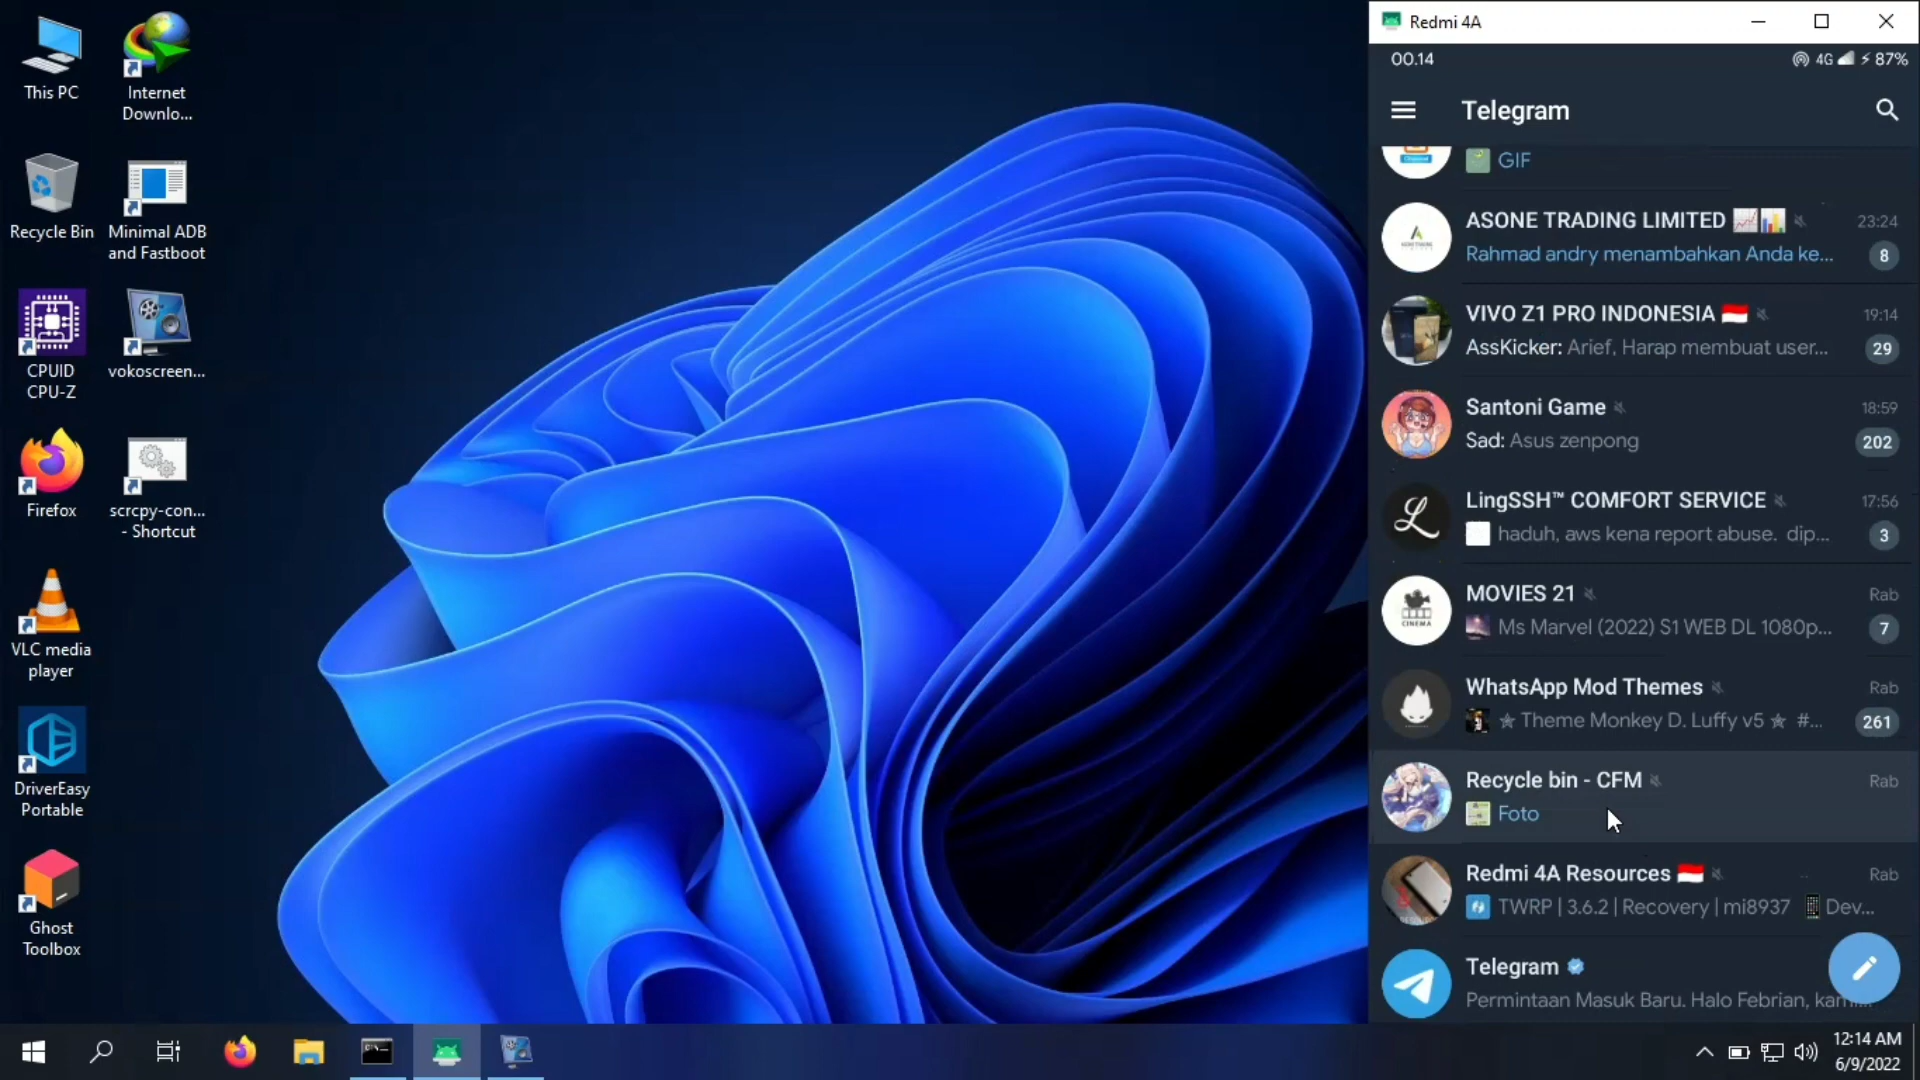 This PC
Internet
Downlo...
Recycle Bin
Minimal ADB
and Fastboot
CPUID
CPU-Z
vokoscreen...
Firefox
scrcpy-con...
- Shortcut
VLC media
player
DriverEasy
Portable
Ghost
Toolbox
Redmi 4A
00.14
4G
87%
Telegram
GIF
ASONE TRADING LIMITED 📈📊 23:24
Rahmad andry menambahkan Anda ke... 8
VIVO Z1 PRO INDONESIA 🇮🇩 19:14
AssKicker: Arief, Harap membuat user... 29
Santoni Game 18:59
Sad: Asus zenpong 202
LingSSH™ COMFORT SERVICE 17:56
haduh, aws kena report abuse. dip... 3
CINEMA
MOVIES 21 Rab
Ms Marvel (2022) S1 WEB DL 1080p... 7
WhatsApp Mod Themes Rab
★ Theme Monkey D. Luffy v5 ★ #... 261
Recycle bin - CFM Rab
Foto
Redmi 4A Resources 🇮🇩 Rab
TWRP | 3.6.2 | Recovery | mi8937 📱Dev...
Telegram
Permintaan Masuk Baru. Halo Febrian, kam...
12:14 AM
6/9/2022